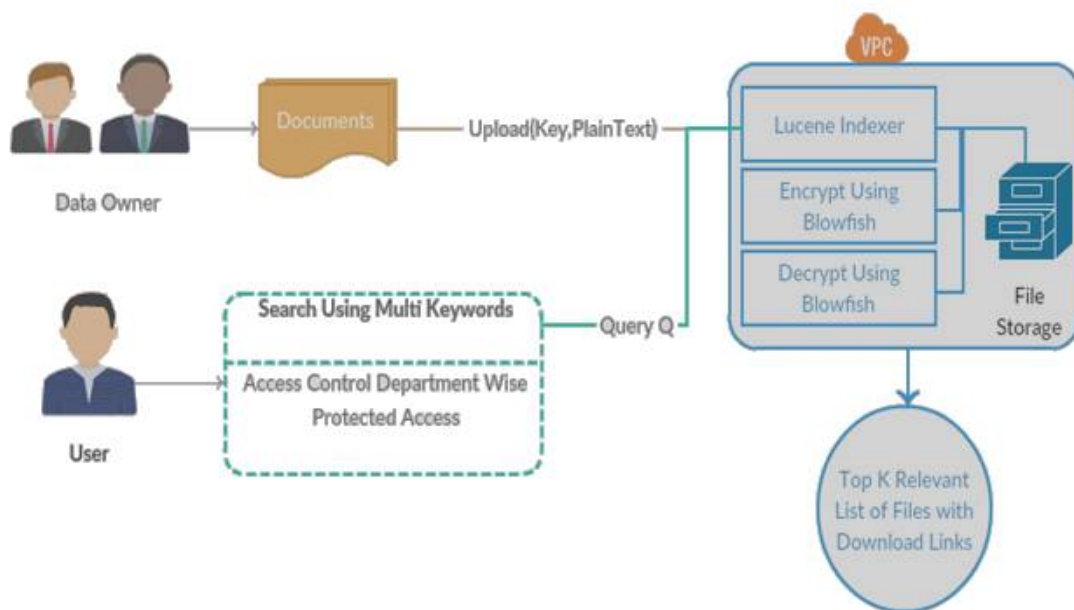 VPC
Documents
Upload(Key,PlainText)
Lucene Indexer
Data Owner
Encrypt Using
Blowfish
Decrypt Using
Blowfish
File
Storage
Search Using Multi Keywords
Query Q
Access Control Department Wise
Protected Access
User
Top K Relevant
List of Files with
Download Links